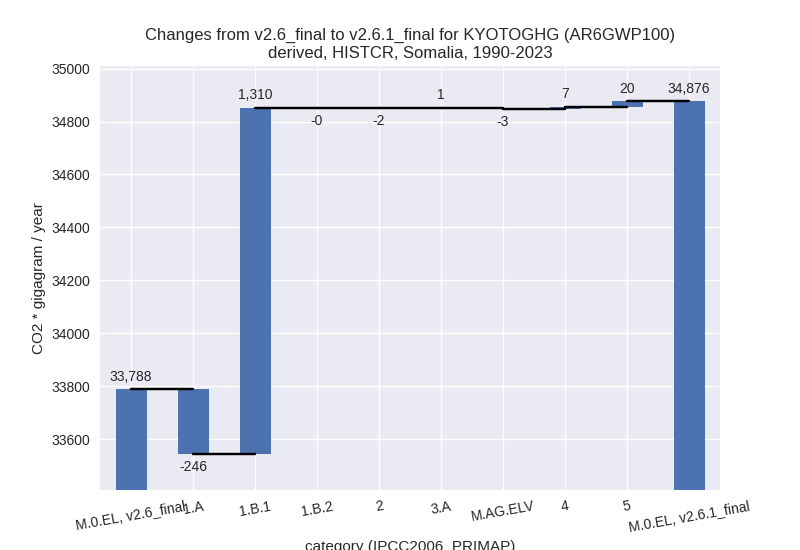 Changes from v2.6_final to v2.6.1_final for KYOTOGHG (AR6GWP100)
derived, HISTCR, Somalia, 1990-2023
CO2 * gigagram / year
35000
34800
34600
34400
34200
34000
33800
33600
33,788
-246
1,310
-0
-2
1
-3
7
20
34,876
M.0.EL, v2.6_final
1.A
1.B.1
1.B.2
2
3.A
M.AG.ELV
4
5
M.0.EL, v2.6.1_final
category (IPCC2006_PRIMAP)